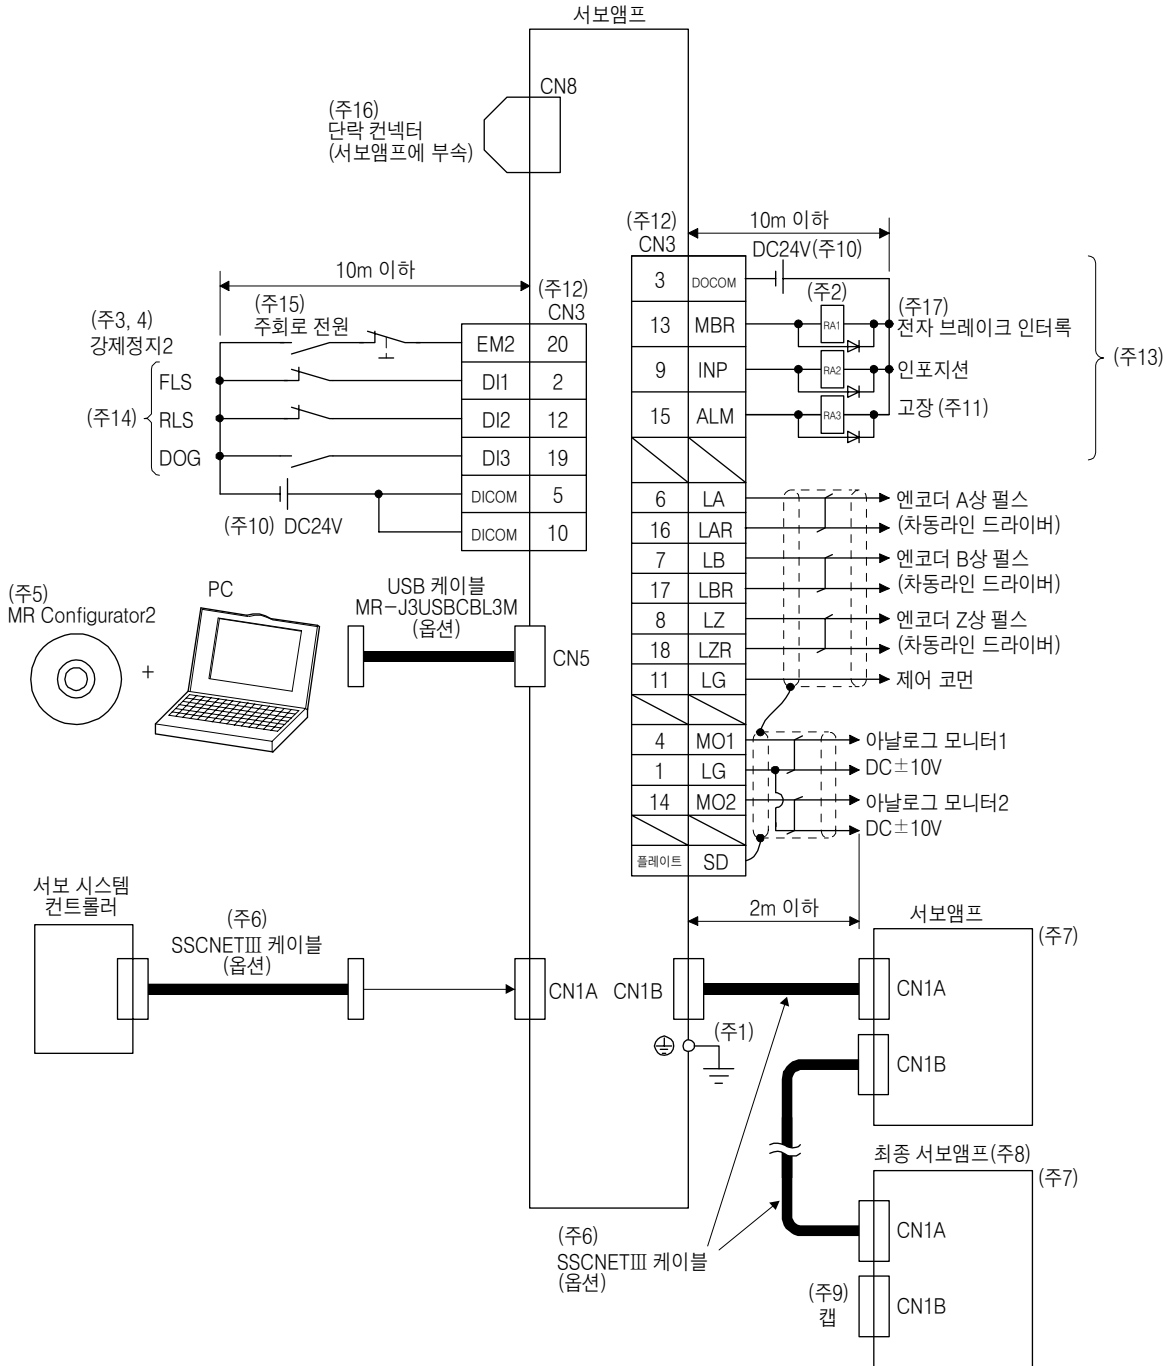 서보앰프
CN8
(주16)
단락 컨넥터
(서보앰프에 부속)
(주12)
CN3
10m 이하
DC24V(주10)
3 DOCOM
13 MBR
9 INP
15 ALM
(주2)
RA1
RA2
RA3
(주17)
전자 브레이크 인터록
인포지션
고장 (주11)
(주13)
10m 이하
(주12)
CN3
(주15)
주회로 전원
(주3, 4)
강제정지2
(주14)
FLS
RLS
DOG
EM2 20
DI1 2
DI2 12
DI3 19
DICOM 5
DICOM 10
(주10) DC24V
6 LA
16 LAR
7 LB
17 LBR
8 LZ
18 LZR
11 LG
4 MO1
1 LG
14 MO2
플레이트 SD
엔코더 A상 펄스
(차동라인 드라이버)
엔코더 B상 펄스
(차동라인 드라이버)
엔코더 Z상 펄스
(차동라인 드라이버)
제어 코먼
아날로그 모니터1
DC±10V
아날로그 모니터2
DC±10V
2m 이하
(주5)
MR Configurator2
+
PC
USB 케이블
MR-J3USBCBL3M
(옵션)
CN5
서보 시스템
컨트롤러
(주6)
SSCNETⅢ 케이블
(옵션)
CN1A
CN1B
(주1)
서보앰프
(주7)
CN1A
CN1B
최종 서보앰프(주8)
(주7)
CN1A
(주9)
캡
CN1B
(주6)
SSCNETⅢ 케이블
(옵션)